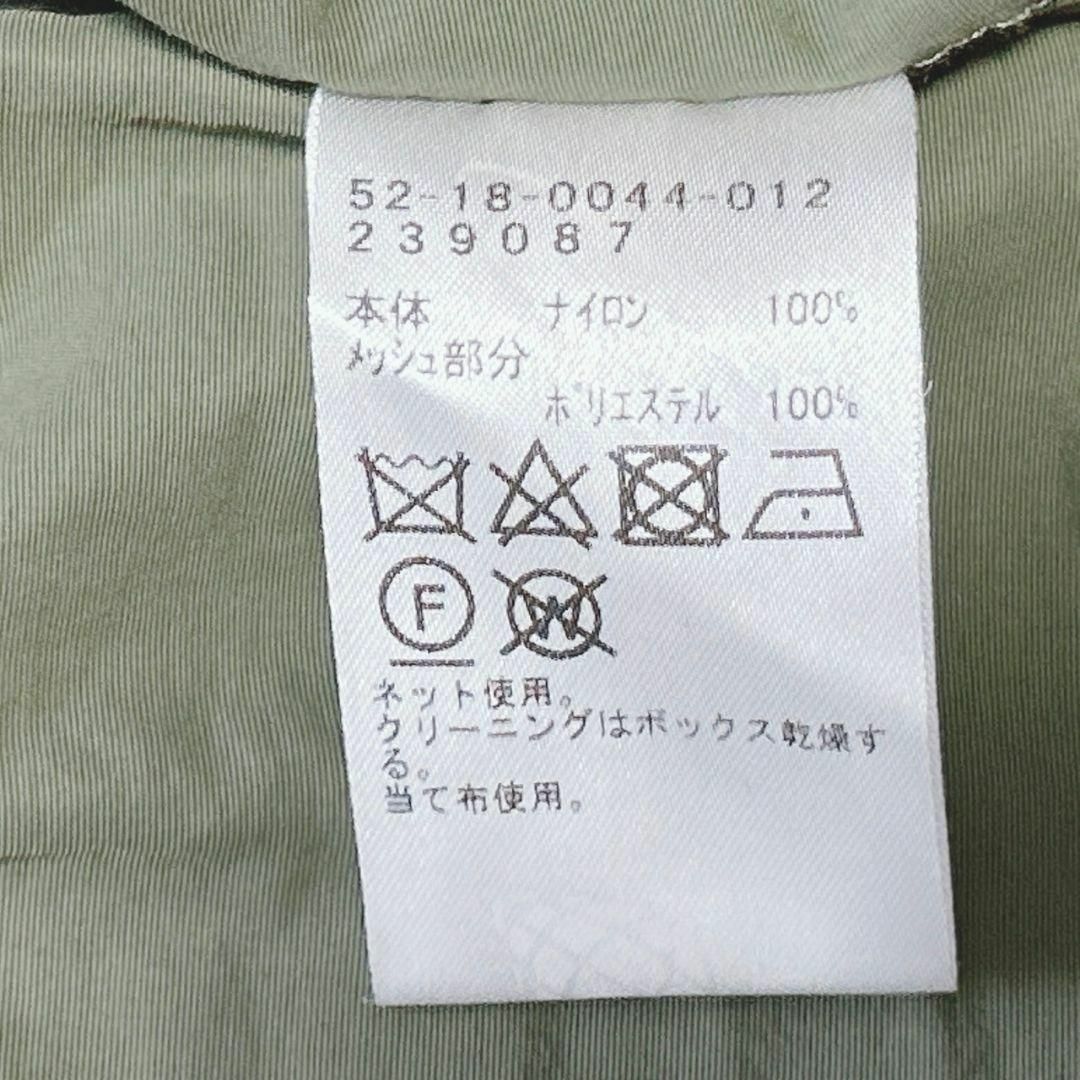 52-18-0044-012
239087
本体 ナイロン 100%
メッシュ部分
ポリエステル 100%
F
W
ネット使用。
クリーニングはボックス乾燥す
る。
当て布使用。